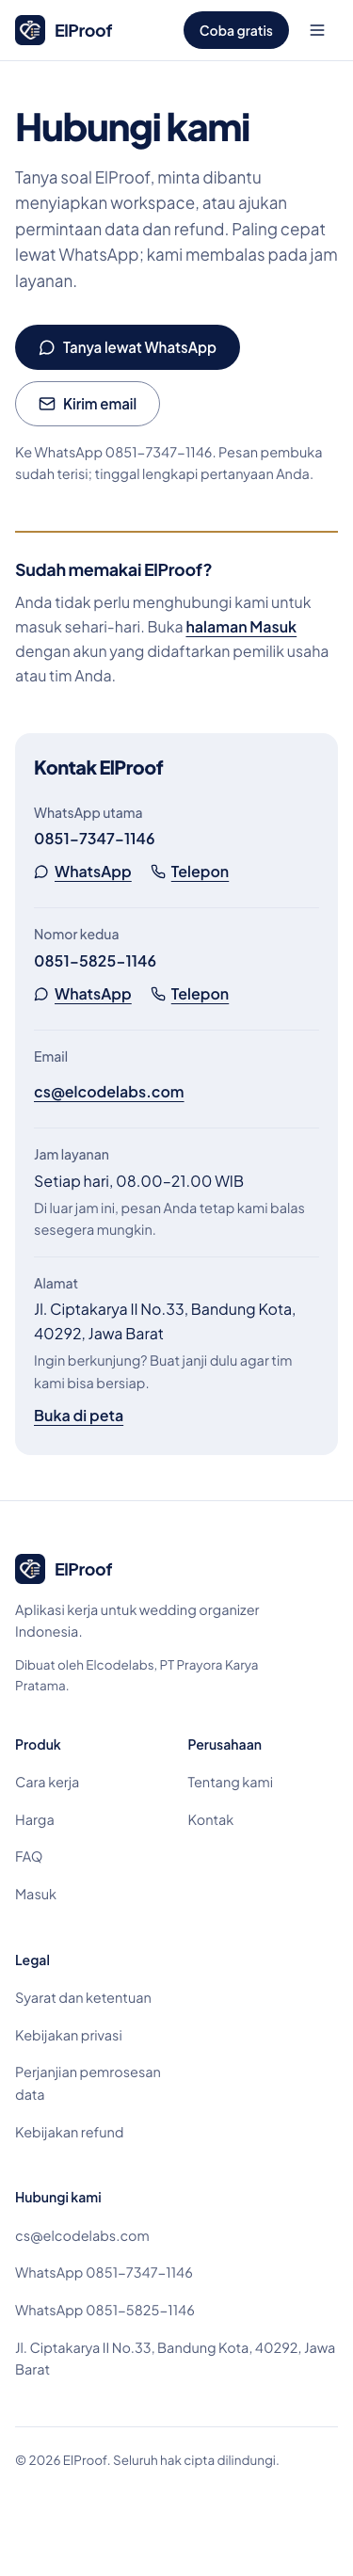 ElProof
Coba gratis
Hubungi kami
Tanya soal ElProof, minta dibantu
menyiapkan workspace, atau ajukan
permintaan data dan refund. Paling cepat
lewat WhatsApp; kami membalas pada jam
layanan.
Tanya lewat WhatsApp
Kirim email
Ke WhatsApp 0851-7347-1146. Pesan pembuka
sudah terisi; tinggal lengkapi pertanyaan Anda.
Sudah memakai ElProof?
Anda tidak perlu menghubungi kami untuk
masuk sehari-hari. Buka halaman Masuk
dengan akun yang didaftarkan pemilik usaha
atau tim Anda.
Kontak ElProof
WhatsApp utama
0851-7347-1146
WhatsApp Telepon
Nomor kedua
0851-5825-1146
WhatsApp Telepon
Email
cs@elcodelabs.com
Jam layanan
Setiap hari, 08.00–21.00 WIB
Di luar jam ini, pesan Anda tetap kami balas
sesegera mungkin.
Alamat
Jl. Ciptakarya II No.33, Bandung Kota,
40292, Jawa Barat
Ingin berkunjung? Buat janji dulu agar tim
kami bisa bersiap.
Buka di peta
ElProof
Aplikasi kerja untuk wedding organizer
Indonesia.
Dibuat oleh Elcodelabs, PT Prayora Karya
Pratama.
Produk
Cara kerja
Harga
FAQ
Masuk
Perusahaan
Tentang kami
Kontak
Legal
Syarat dan ketentuan
Kebijakan privasi
Perjanjian pemrosesan
data
Kebijakan refund
Hubungi kami
cs@elcodelabs.com
WhatsApp 0851-7347-1146
WhatsApp 0851-5825-1146
Jl. Ciptakarya II No.33, Bandung Kota, 40292, Jawa
Barat
© 2026 ElProof. Seluruh hak cipta dilindungi.